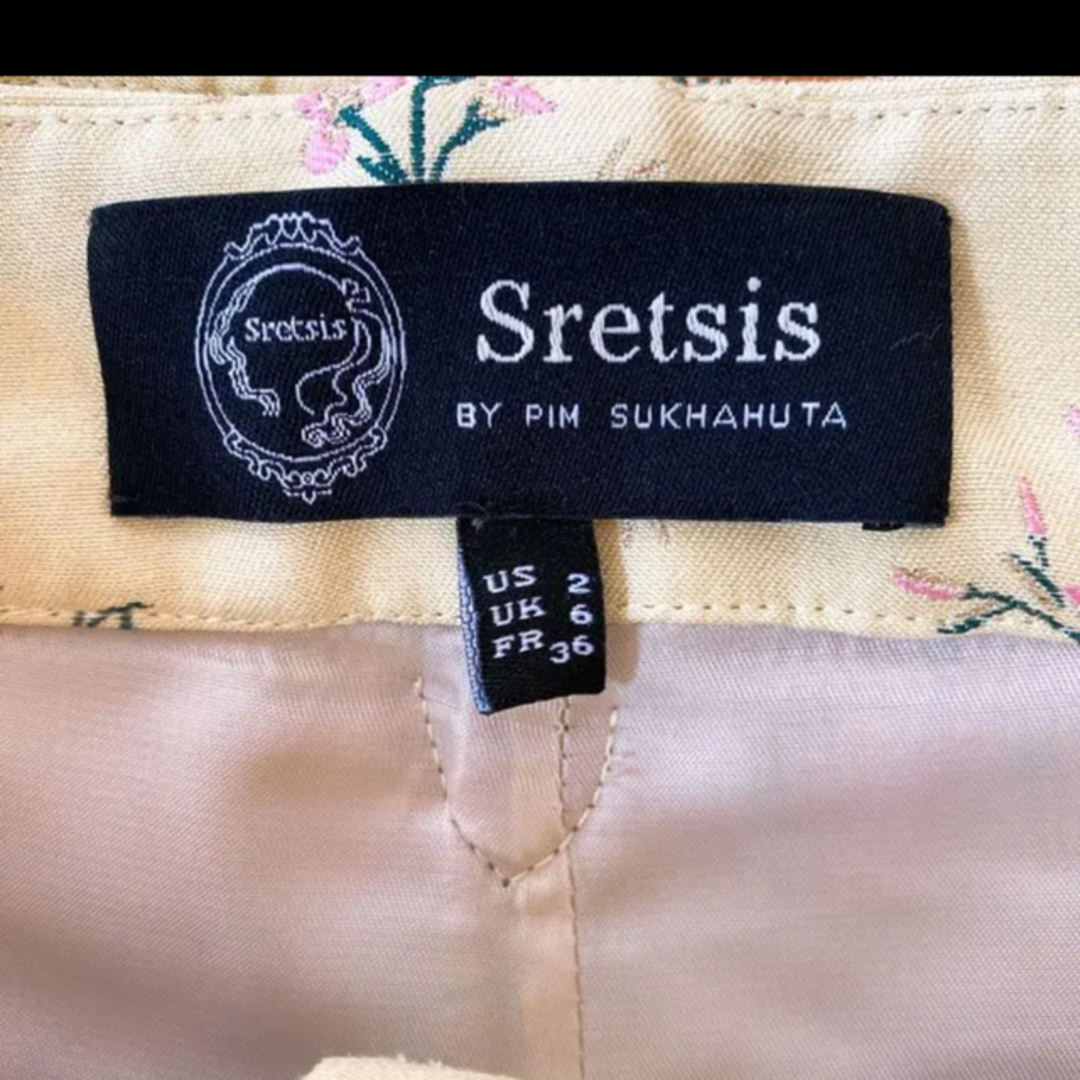 Sretsis
Sretsis
BY PIM SUKHAHUTA
US 2
UK 6
FR 36